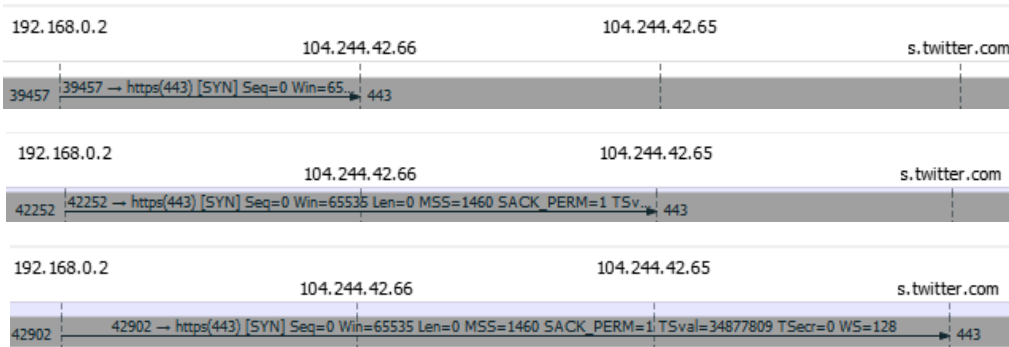 192.168.0.2
104.244.42.65
104.244.42.66
s.twitter.com
39457 39457 → https(443) [SYN] Seq=0 Win=65... 443
192.168.0.2
104.244.42.65
104.244.42.66
s.twitter.com
42252 42252 → https(443) [SYN] Seq=0 Win=65535 Len=0 MSS=1460 SACK_PERM=1 TSv... 443
192.168.0.2
104.244.42.65
104.244.42.66
s.twitter.com
42902 42902 → https(443) [SYN] Seq=0 Win=65535 Len=0 MSS=1460 SACK_PERM=1 TSval=34877809 TSecr=0 WS=128 443